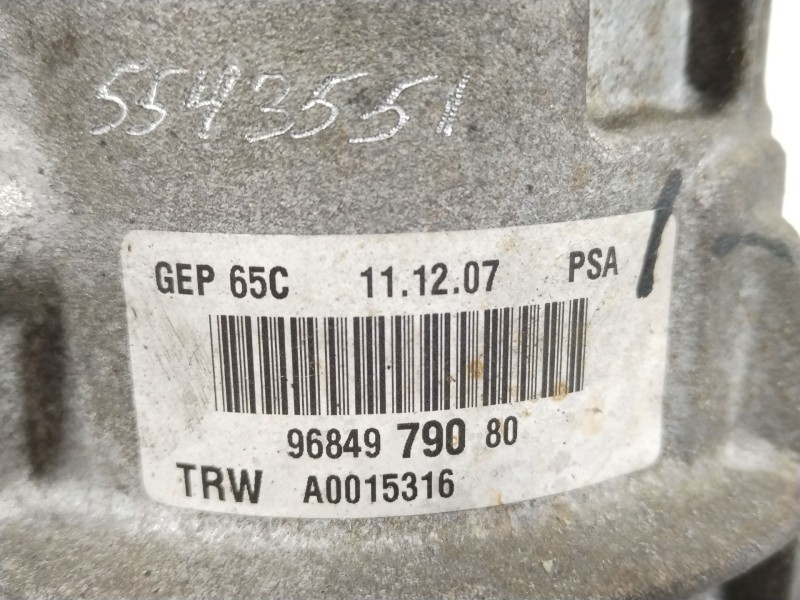 5543551
GEP 65C 11.12.07 PSA
96849 790 80
TRW A0015316